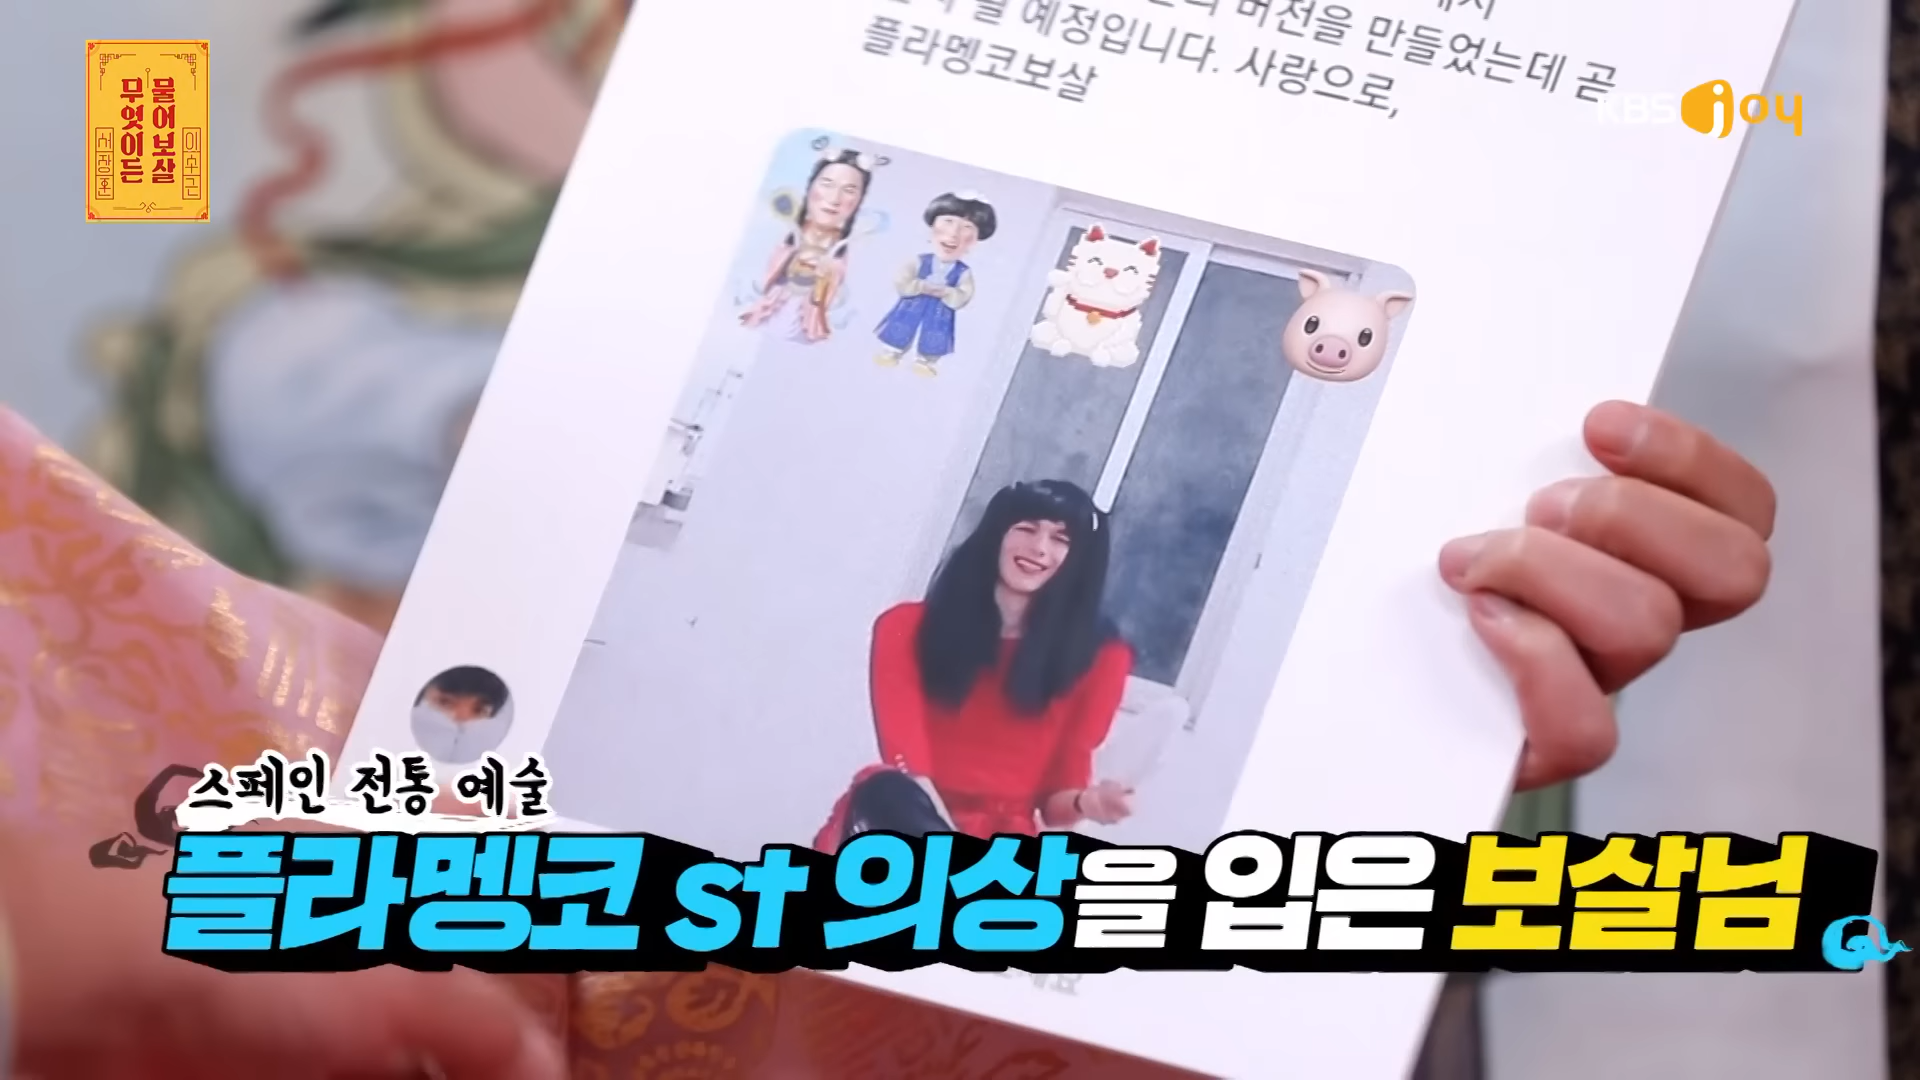 무엇이든
물어보살
서장훈
이수근
KBS joy
버전을 만들었는데 곧
예정입니다. 사랑으로,
플라멩코보살
스페인 전통 예술
플라멩코 st 의상을 입은 보살님